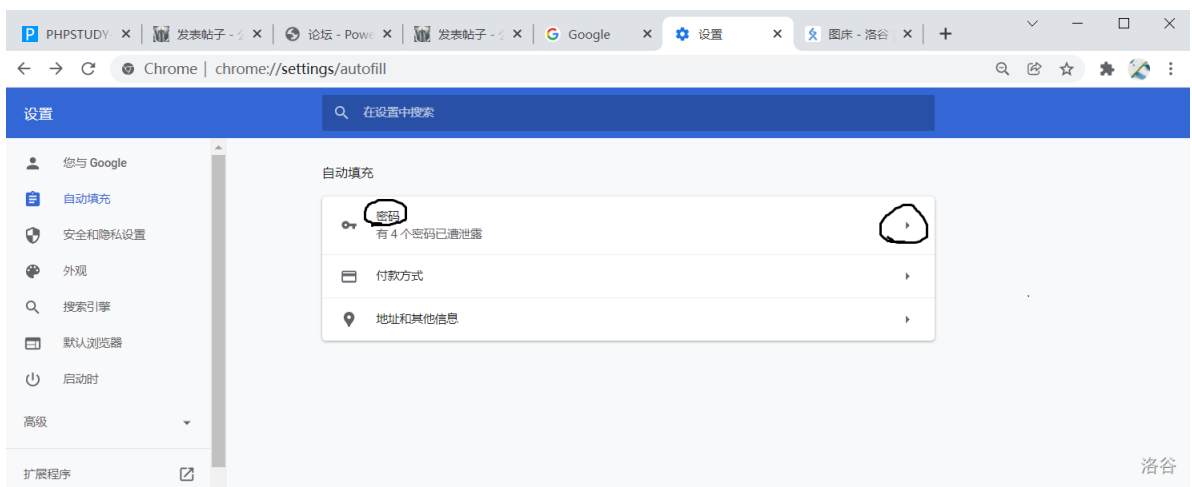 PHPSTUDY
发表帖子 -
论坛 - Pow
发表帖子 -
Google
设置
图床 - 洛谷
Chrome | chrome://settings/autofill
设置
在设置中搜索
您与 Google
自动填充
安全和隐私设置
外观
搜索引擎
默认浏览器
启动时
高级
扩展程序
自动填充
密码
有 4 个密码已遭泄露
付款方式
地址和其他信息
洛谷